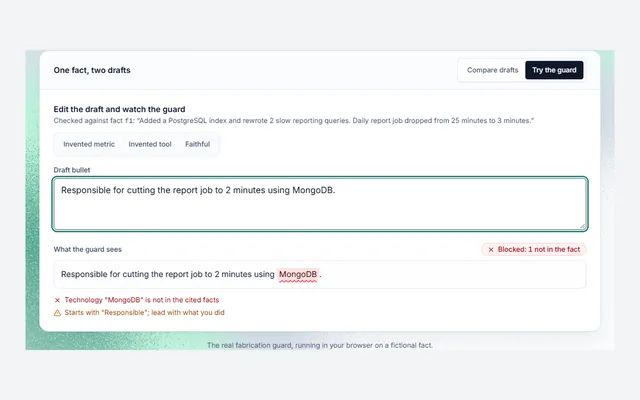 One fact, two drafts
Compare drafts
Try the guard
Edit the draft and watch the guard
Checked against fact f1: "Added a PostgreSQL index and rewrote 2 slow reporting queries. Daily report job dropped from 25 minutes to 3 minutes."
Invented metric
Invented tool
Faithful
Draft bullet
Responsible for cutting the report job to 2 minutes using MongoDB.
What the guard sees
Blocked: 1 not in the fact
Responsible for cutting the report job to 2 minutes using MongoDB .
Technology "MongoDB" is not in the cited facts
Starts with "Responsible"; lead with what you did
The real fabrication guard, running in your browser on a fictional fact.